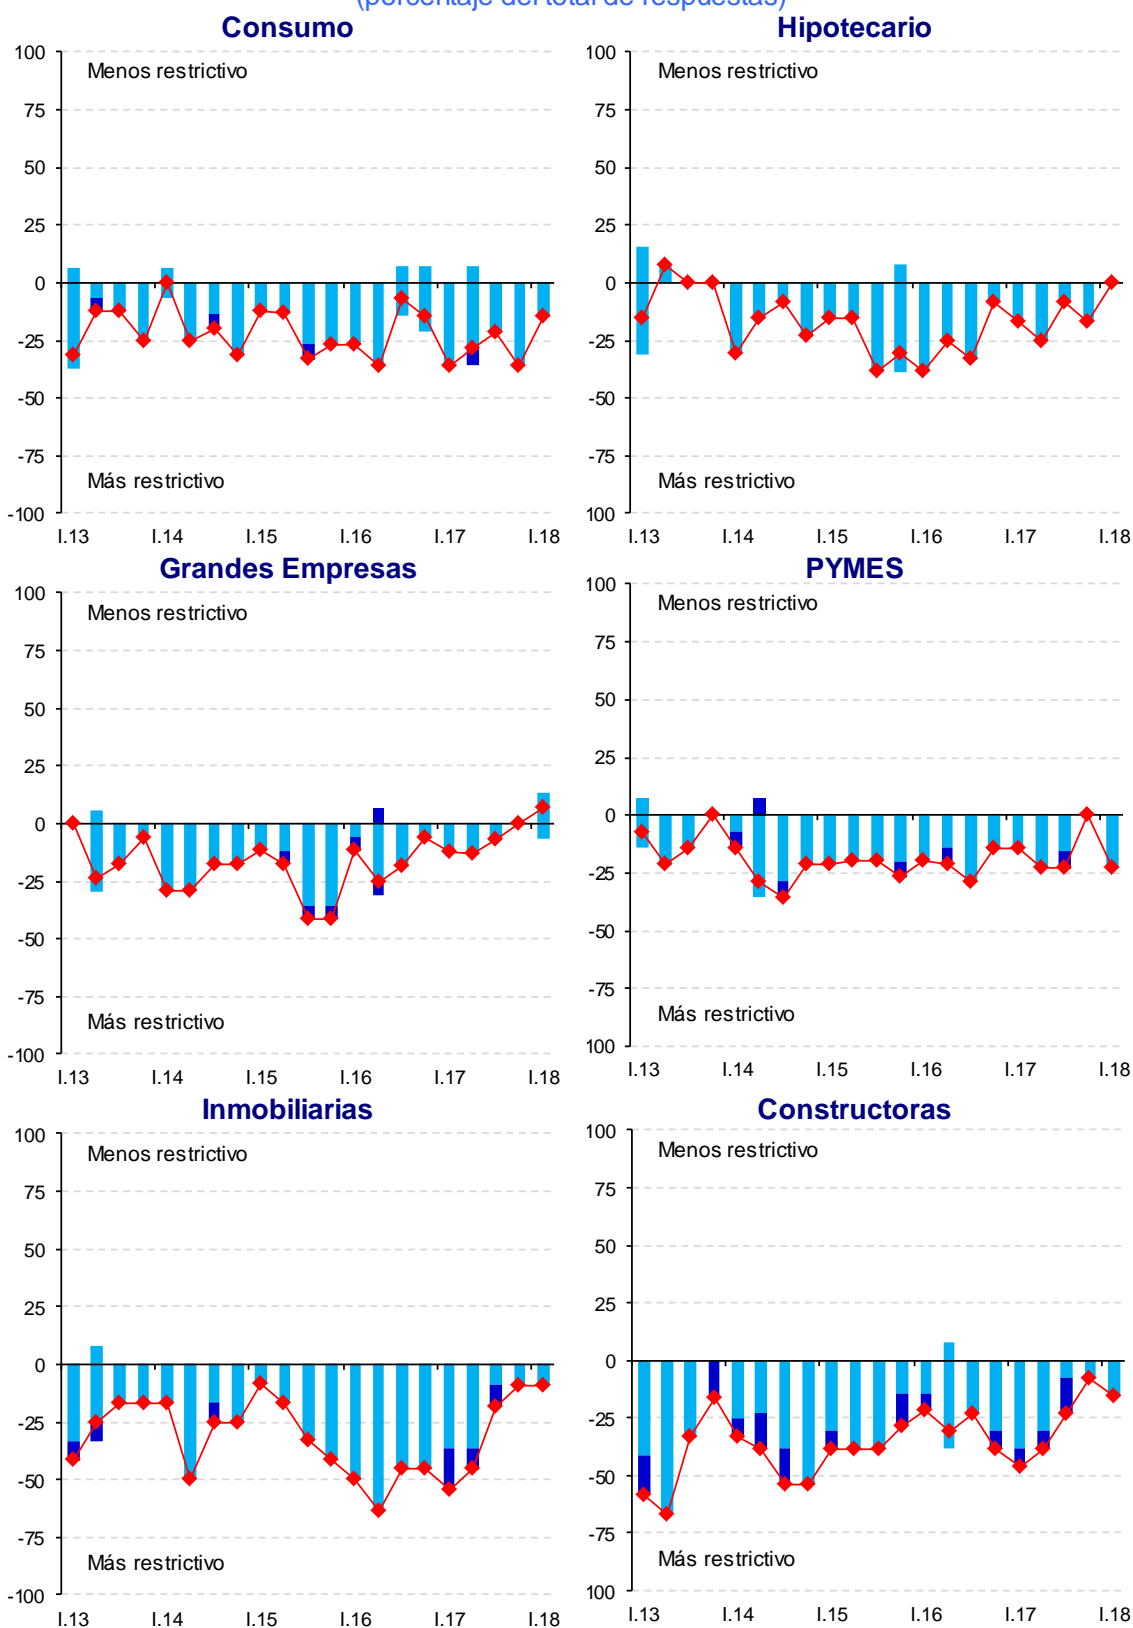 (porcentaje del total de respuestas)
Consumo
100
75
50
25
0
-25
-50
-75
-100
Menos restrictivo
Más restrictivo
I.13 I.14 I.15 I.16 I.17 I.18
Hipotecario
100
75
50
25
0
-25
-50
-75
100
Menos restrictivo
Más restrictivo
I.13 I.14 I.15 I.16 I.17 I.18
Grandes Empresas
100
75
50
25
0
-25
-50
-75
-100
Menos restrictivo
Más restrictivo
I.13 I.14 I.15 I.16 I.17 I.18
PYMES
100
75
50
25
0
-25
-50
-75
100
Menos restrictivo
Más restrictivo
I.13 I.14 I.15 I.16 I.17 I.18
Inmobiliarias
100
75
50
25
0
-25
-50
-75
-100
Menos restrictivo
Más restrictivo
I.13 I.14 I.15 I.16 I.17 I.18
Constructoras
100
75
50
25
0
-25
-50
-75
100
Menos restrictivo
Más restrictivo
I.13 I.14 I.15 I.16 I.17 I.18